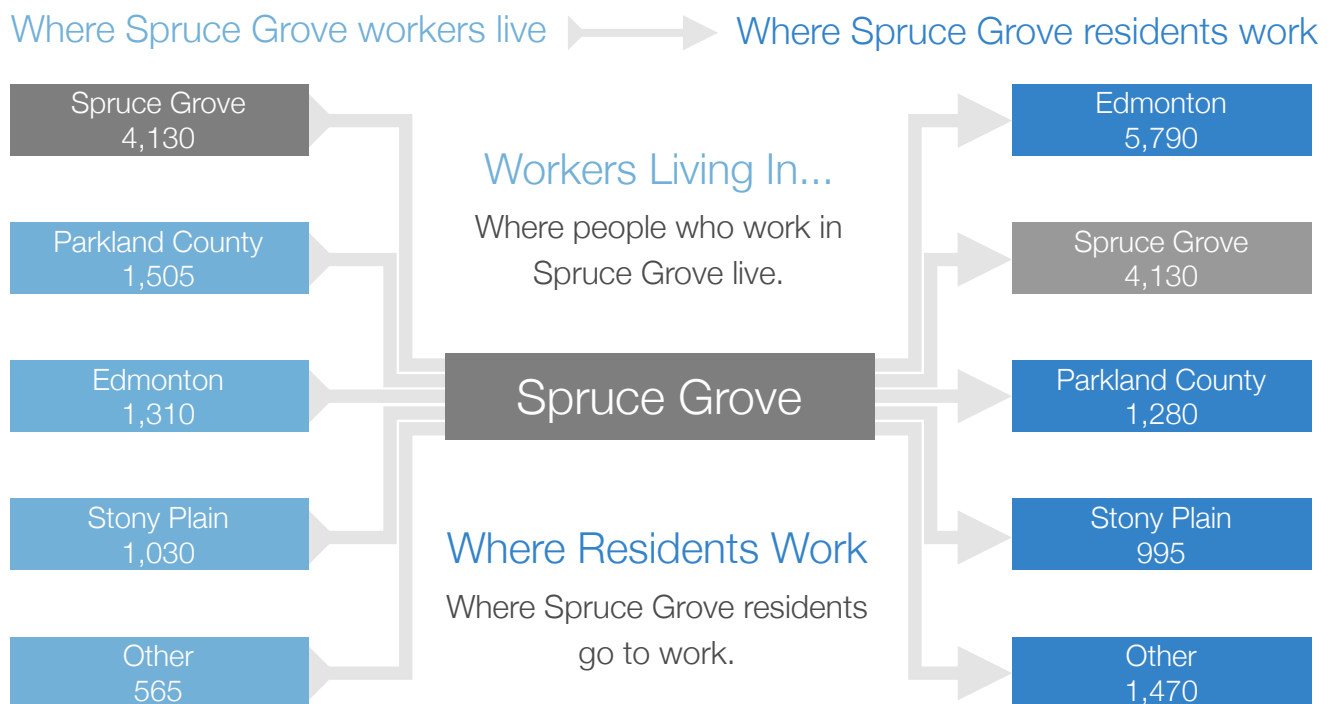 Where Spruce Grove workers live
Where Spruce Grove residents work
Spruce Grove
4,130
Parkland County
1,505
Edmonton
1,310
Stony Plain
1,030
Other
565
Workers Living In...
Where people who work in
Spruce Grove live.
Spruce Grove
Where Residents Work
Where Spruce Grove residents
go to work.
Edmonton
5,790
Spruce Grove
4,130
Parkland County
1,280
Stony Plain
995
Other
1,470